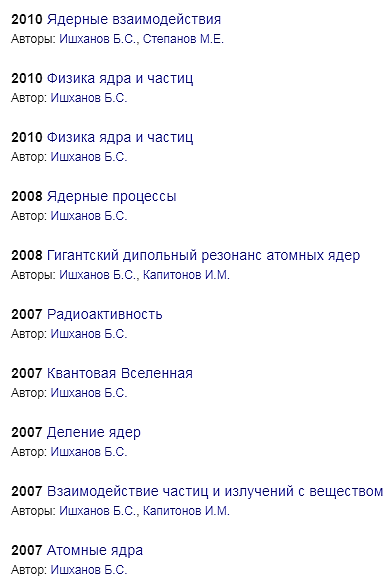 2010 Ядерные взаимодействия
Авторы: Ишханов Б.С., Степанов М.Е.
2010 Физика ядра и частиц
Автор: Ишханов Б.С.
2010 Физика ядра и частиц
Автор: Ишханов Б.С.
2008 Ядерные процессы
Автор: Ишханов Б.С.
2008 Гигантский дипольный резонанс атомных ядер
Авторы: Ишханов Б.С., Капитонов И.М.
2007 Радиоактивность
Автор: Ишханов Б.С.
2007 Квантовая Вселенная
Автор: Ишханов Б.С.
2007 Деление ядер
Автор: Ишханов Б.С.
2007 Взаимодействие частиц и излучений с веществом
Авторы: Ишханов Б.С., Капитонов И.М.
2007 Атомные ядра
Автор: Ишханов Б.С.